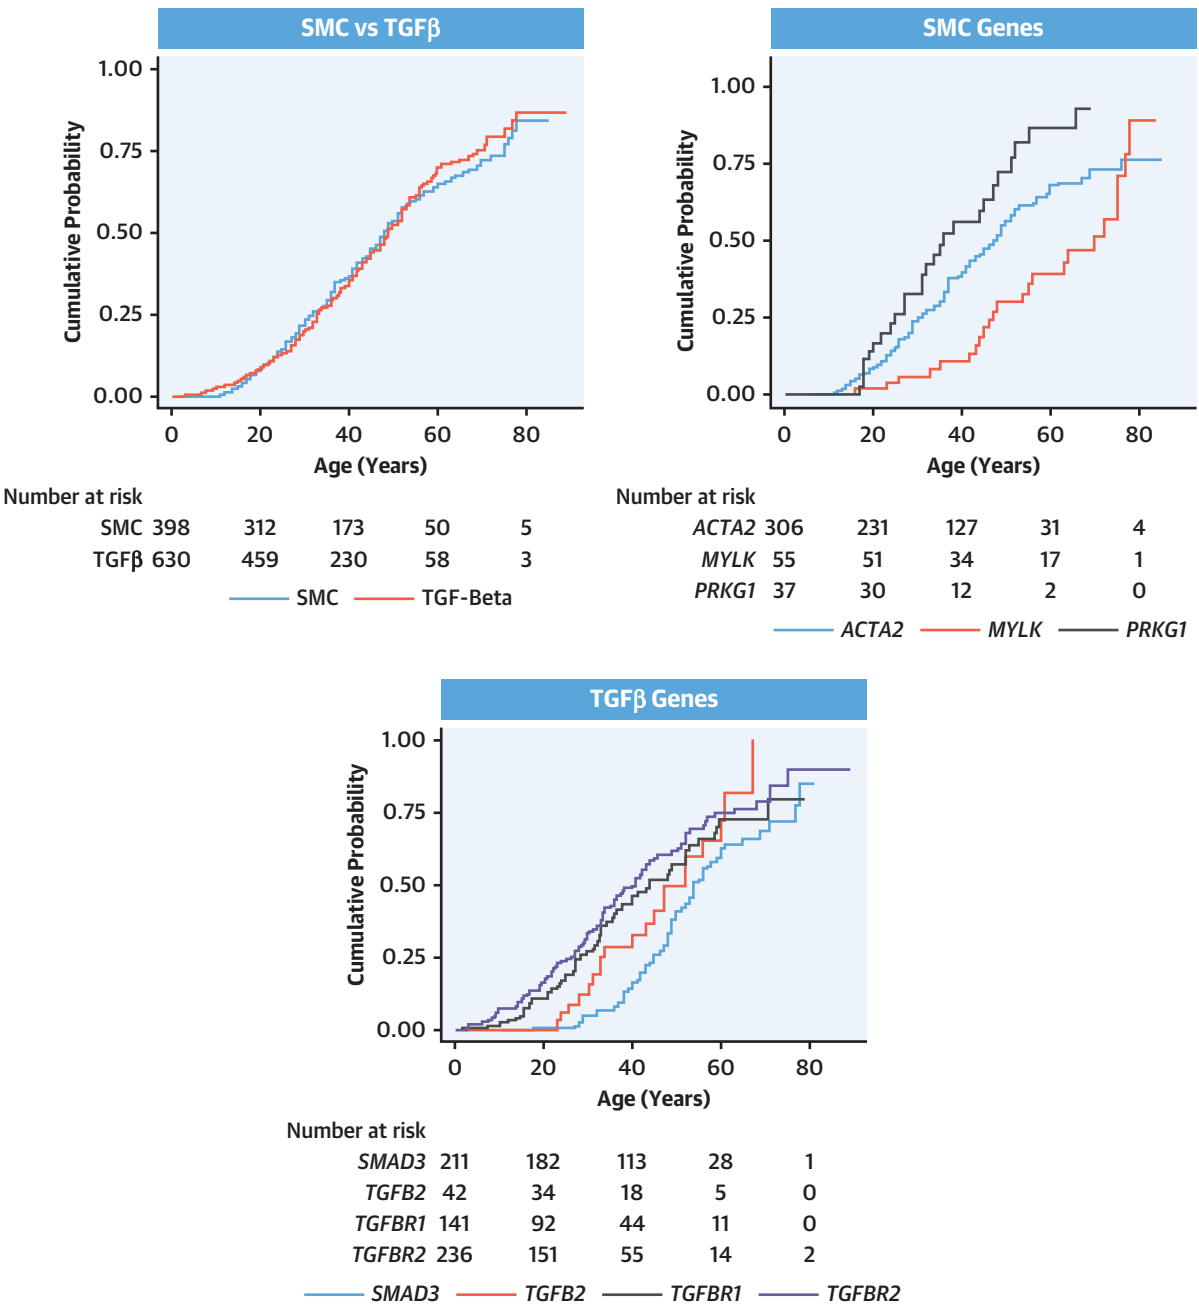 SMC vs TGFβ
1.00
0.75
0.50
0.25
0.00
Cumulative Probability
0 20 40 60 80
Age (Years)
Number at risk
SMC 398 312 173 50 5
TGFβ 630 459 230 58 3
SMC TGF-Beta
SMC Genes
1.00
0.75
0.50
0.25
0.00
Cumulative Probability
0 20 40 60 80
Age (Years)
Number at risk
ACTA2 306 231 127 31 4
MYLK 55 51 34 17 1
PRKG1 37 30 12 2 0
ACTA2 MYLK PRKG1
TGFβ Genes
1.00
0.75
0.50
0.25
0.00
Cumulative Probability
0 20 40 60 80
Age (Years)
Number at risk
SMAD3 211 182 113 28 1
TGFB2 42 34 18 5 0
TGFBR1 141 92 44 11 0
TGFBR2 236 151 55 14 2
SMAD3 TGFB2 TGFBR1 TGFBR2